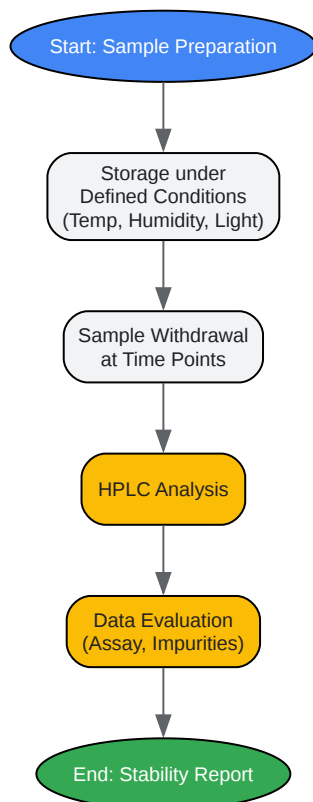 Start: Sample Preparation
Storage under
Defined Conditions
(Temp, Humidity, Light)
Sample Withdrawal
at Time Points
HPLC Analysis
Data Evaluation
(Assay, Impurities)
End: Stability Report